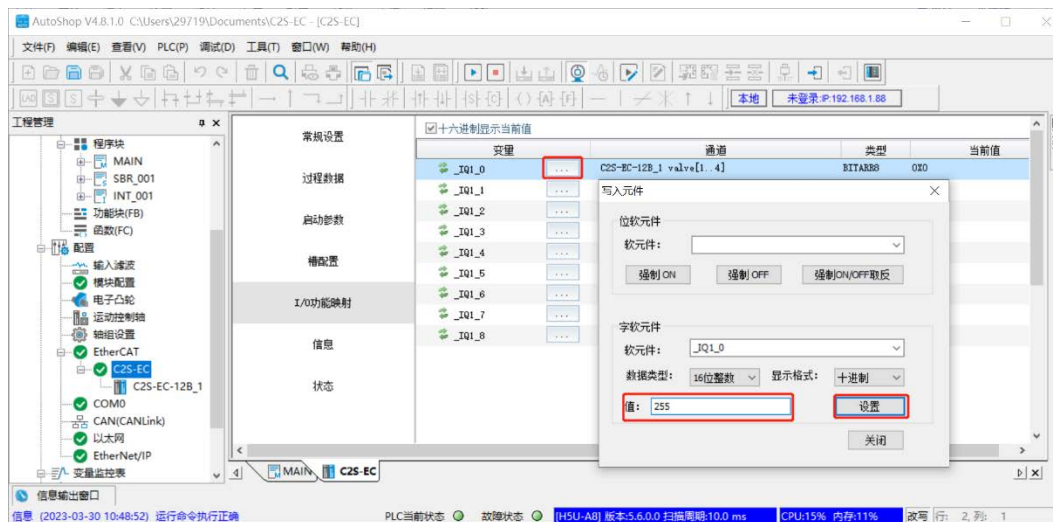 AutoShop V4.8.1.0 C:\Users\29719\Documents\C2S-EC - [C2S-EC]
文件(F) 编辑(E) 查看(V) PLC(P) 调试(D) 工具(T) 窗口(W) 帮助(H)
本地 未登录:IP:192.168.1.88
工程管理
程序块
MAIN
SBR_001
INT_001
功能块(FB)
函数(FC)
配置
输入滤波
模块配置
电子凸轮
运动控制轴
轴组设置
EtherCAT
C2S-EC
C2S-EC-12B_1
COM0
CAN(CANLink)
以太网
EtherNet/IP
变量监控表
常规设置
过程数据
启动参数
槽配置
I/O功能映射
信息
状态
十六进制显示当前值
变量 通道 类型 当前值
_IQ1_0 ... C2S-EC-12B_1 valve[1..4] BITARR8 0X0
_IQ1_1 ...
_IQ1_2 ...
_IQ1_3 ...
_IQ1_4 ...
_IQ1_5 ...
_IQ1_6 ...
_IQ1_7 ...
_IQ1_8 ...
写入元件
位软元件
软元件：
强制 ON 强制 OFF 强制ON/OFF取反
字软元件
软元件： _IQ1_0
数据类型： 16位整数 显示格式： 十进制
值： 255 设置
关闭
MAIN C2S-EC
信息输出窗口
信息 (2023-03-30 10:48:52) 运行命令执行正确 PLC当前状态 故障状态 [H5U-A8] 版本:5.6.0.0 扫描周期:10.0 ms CPU:15% 内存:11% 改写 行: 2, 列: 1